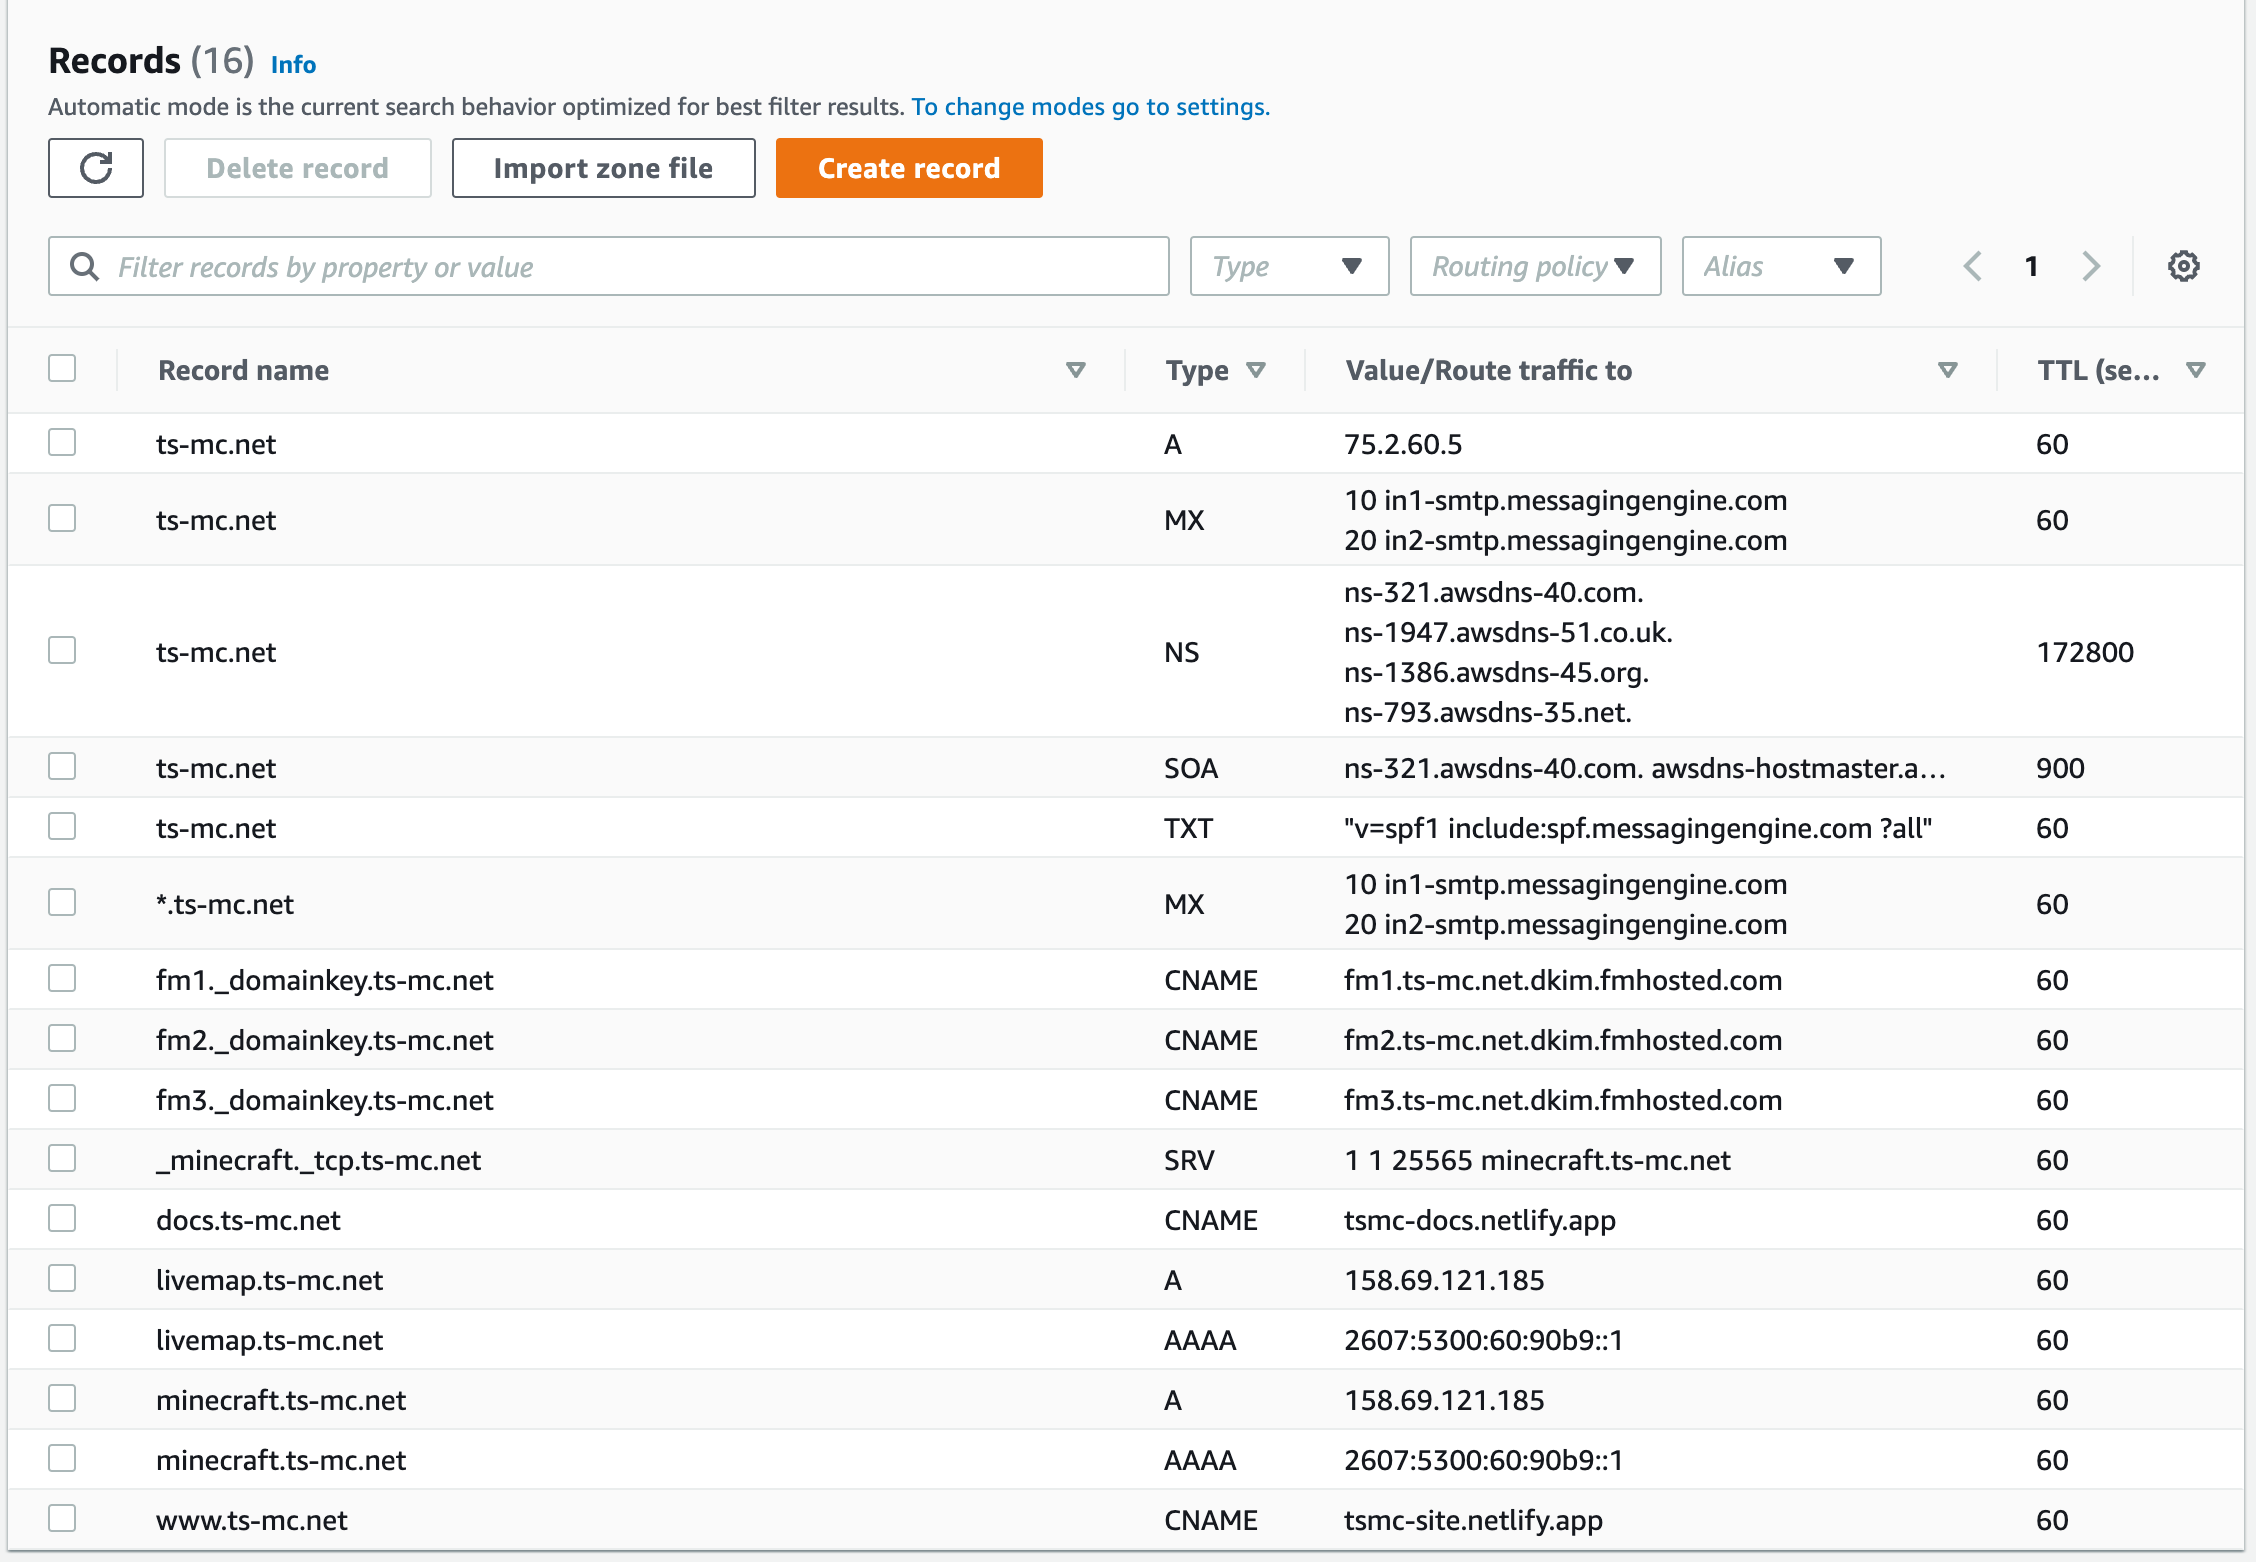 Records (16) Info
Automatic mode is the current search behavior optimized for best filter results. To change modes go to settings.
Delete record Import zone file Create record
Filter records by property or value Type Routing policy Alias 1
Record name Type Value/Route traffic to TTL (se...
ts-mc.net A 75.2.60.5 60
ts-mc.net MX 10 in1-smtp.messagingengine.com 60
20 in2-smtp.messagingengine.com
ts-mc.net NS ns-321.awsdns-40.com. 172800
ns-1947.awsdns-51.co.uk.
ns-1386.awsdns-45.org.
ns-793.awsdns-35.net.
ts-mc.net SOA ns-321.awsdns-40.com. awsdns-hostmaster.a... 900
ts-mc.net TXT "v=spf1 include:spf.messagingengine.com ?all" 60
*.ts-mc.net MX 10 in1-smtp.messagingengine.com 60
20 in2-smtp.messagingengine.com
fm1._domainkey.ts-mc.net CNAME fm1.ts-mc.net.dkim.fmhosted.com 60
fm2._domainkey.ts-mc.net CNAME fm2.ts-mc.net.dkim.fmhosted.com 60
fm3._domainkey.ts-mc.net CNAME fm3.ts-mc.net.dkim.fmhosted.com 60
_minecraft._tcp.ts-mc.net SRV 1 1 25565 minecraft.ts-mc.net 60
docs.ts-mc.net CNAME tsmc-docs.netlify.app 60
livemap.ts-mc.net A 158.69.121.185 60
livemap.ts-mc.net AAAA 2607:5300:60:90b9::1 60
minecraft.ts-mc.net A 158.69.121.185 60
minecraft.ts-mc.net AAAA 2607:5300:60:90b9::1 60
www.ts-mc.net CNAME tsmc-site.netlify.app 60